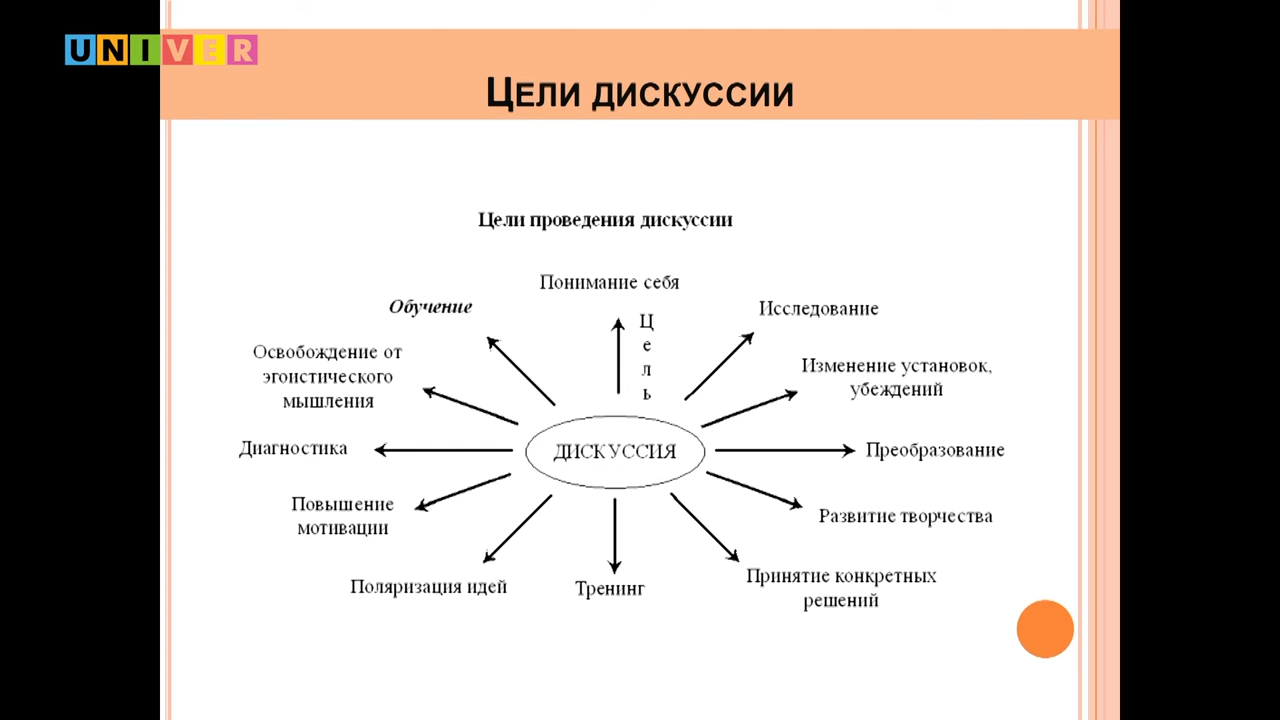 UNIVER
Цели дискуссии
Цели проведения дискуссии
Понимание себя
Обучение
Исследование
Цель
Освобождение от
эгоистического
мышления
Изменение установок,
убеждений
Диагностика
ДИСКУССИЯ
Преобразование
Повышение
мотивации
Развитие творчества
Поляризация идей
Тренинг
Принятие конкретных
решений